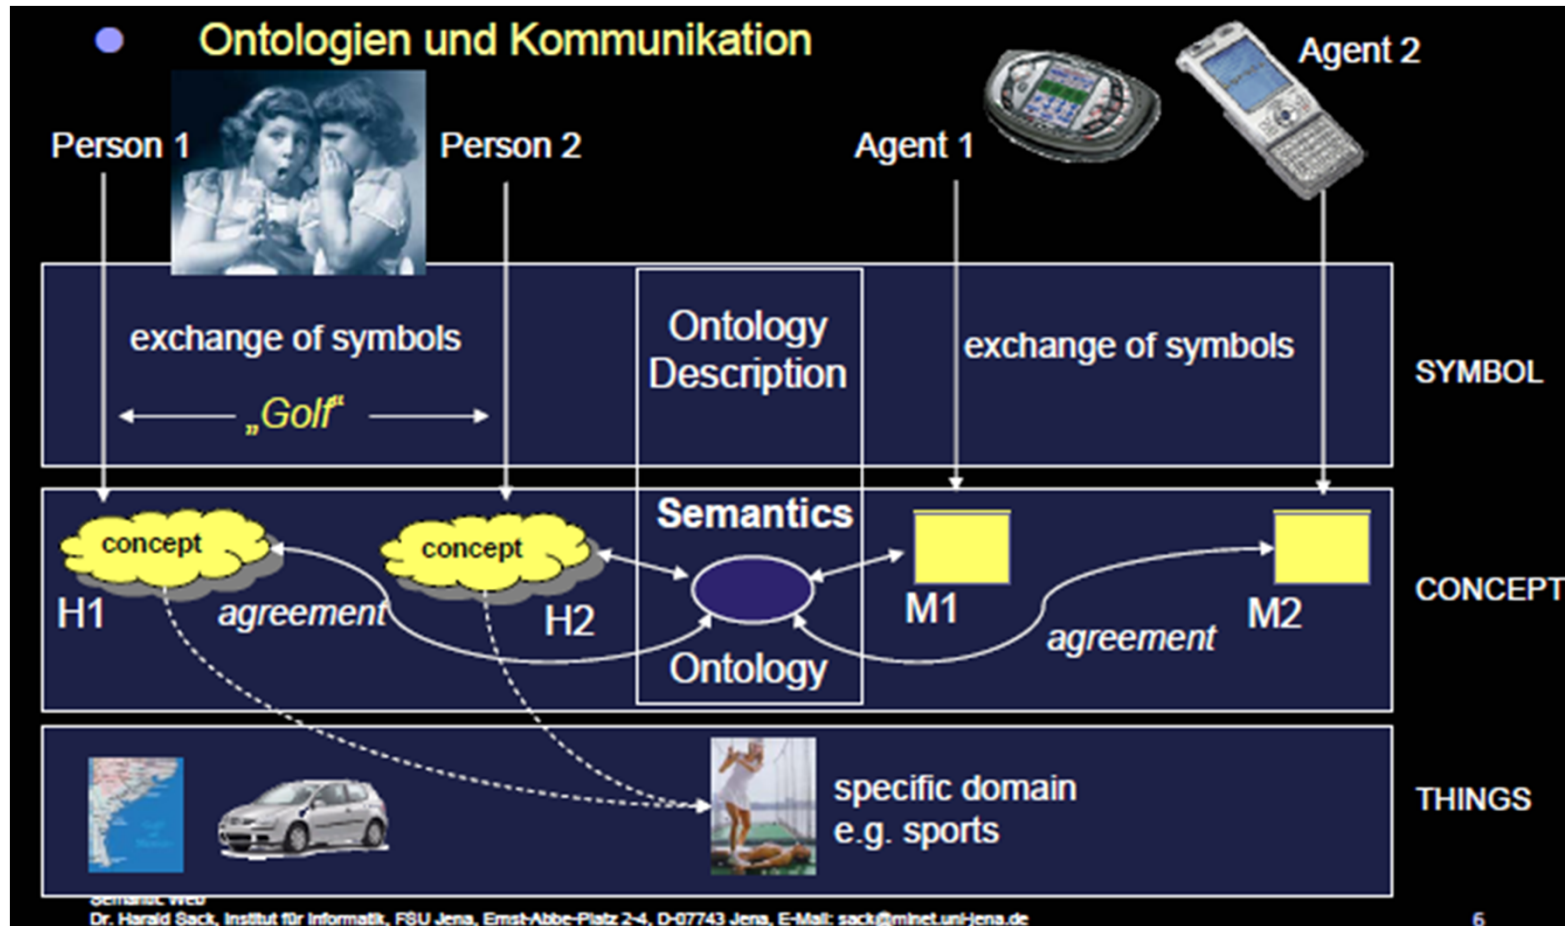 Ontologien und Kommunikation
Agent 2
Person 1
Person 2
Agent 1
exchange of symbols
Ontology
Description
exchange of symbols
SYMBOL
„Golf“
Semantics
concept
concept
H1
agreement
H2
M1
M2
CONCEPT
agreement
Ontology
specific domain
e.g. sports
THINGS
Semantic Web
Dr. Harald Sack, Institut für Informatik, FSU Jena, Ernst-Abbe-Platz 2-4, D-07743 Jena, E-Mail: sack@minet.uni-jena.de
6